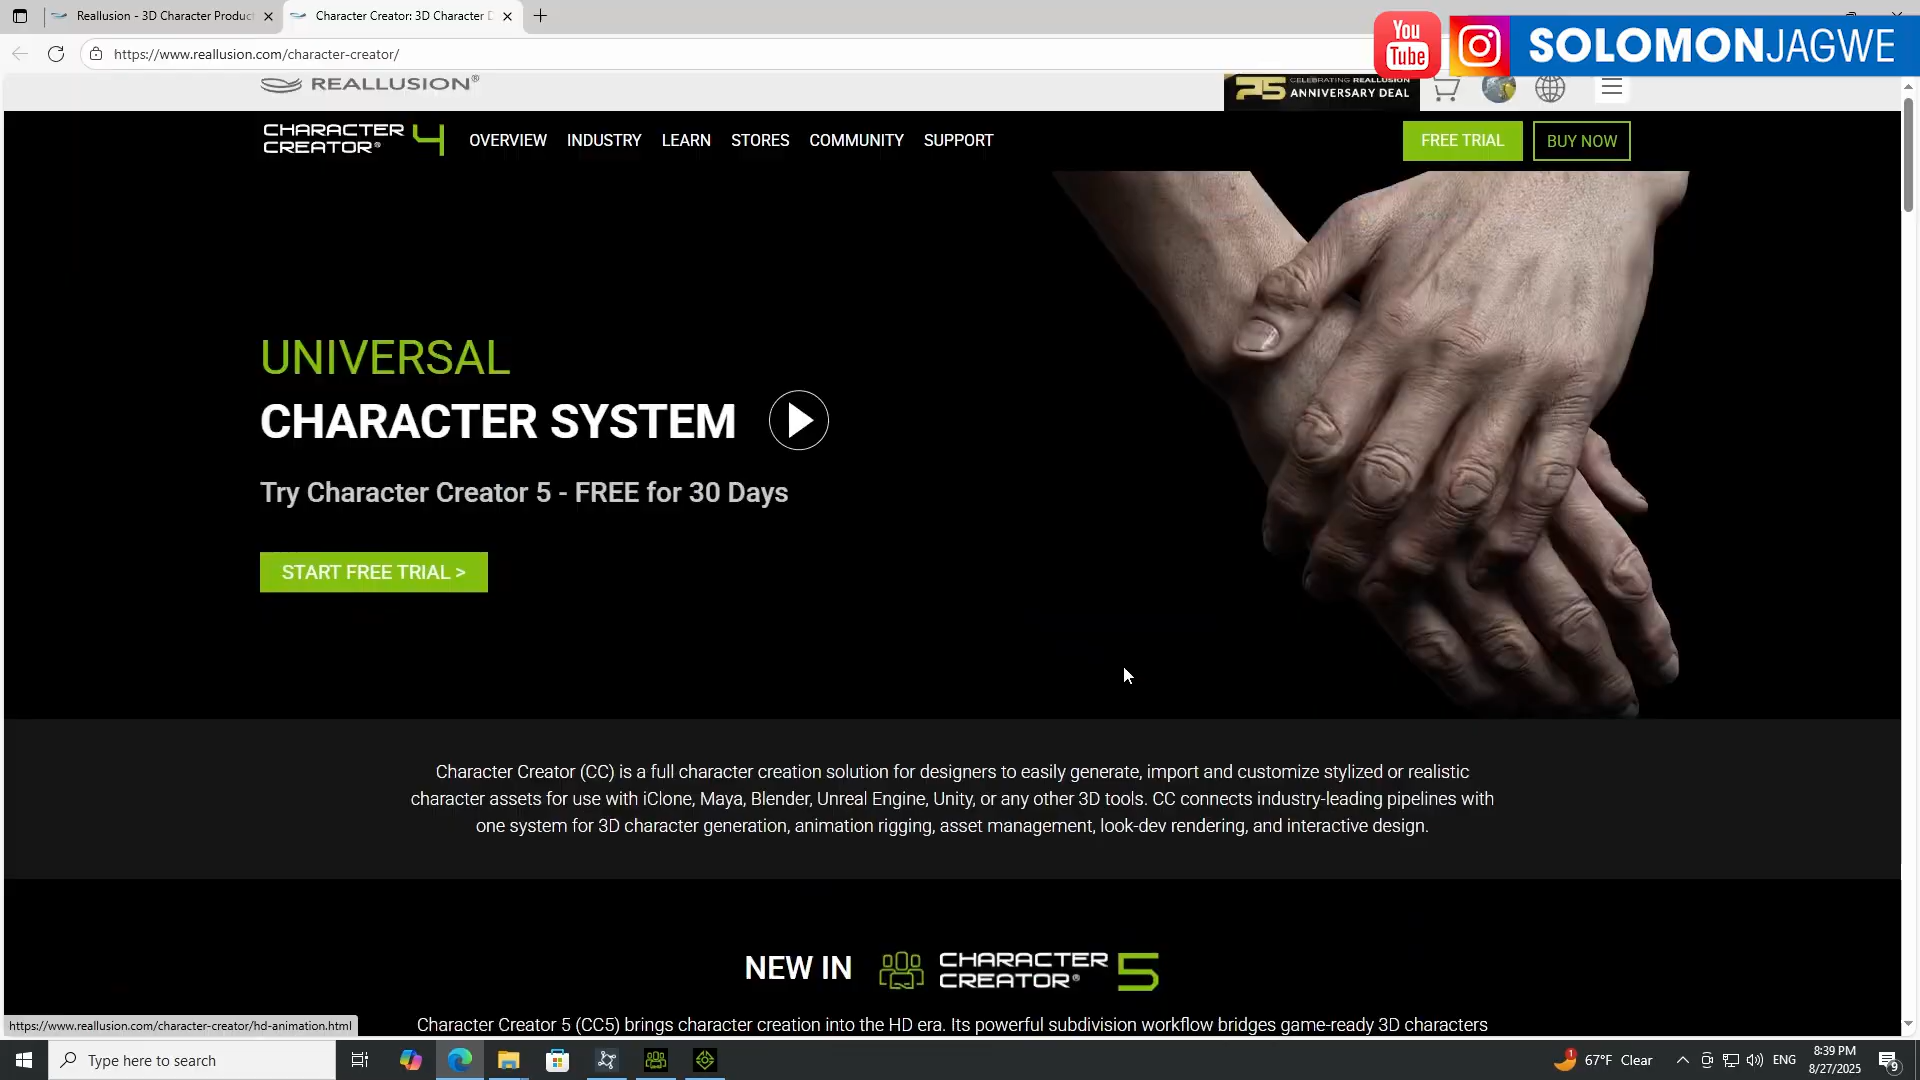 Reallusion - 3D Character Produc
Character Creator: 3D Character D
https://www.reallusion.com/character-creator/
You
Tube
SOLOMONJAGWE
REALLUSION®
25
CELEBRATING REALLUSION
ANNIVERSARY DEAL
CHARACTER
CREATOR® 4
OVERVIEW
INDUSTRY
LEARN
STORES
COMMUNITY
SUPPORT
FREE TRIAL
BUY NOW
UNIVERSAL
CHARACTER SYSTEM
Try Character Creator 5 - FREE for 30 Days
START FREE TRIAL >
Character Creator (CC) is a full character creation solution for designers to easily generate, import and customize stylized or realistic
character assets for use with iClone, Maya, Blender, Unreal Engine, Unity, or any other 3D tools. CC connects industry-leading pipelines with
one system for 3D character generation, animation rigging, asset management, look-dev rendering, and interactive design.
NEW IN
CHARACTER
CREATOR® 5
Character Creator 5 (CC5) brings character creation into the HD era. Its powerful subdivision workflow bridges game-ready 3D characters
https://www.reallusion.com/character-creator/hd-animation.html
Type here to search
1
67°F Clear
ENG
8:39 PM
8/27/2025
9